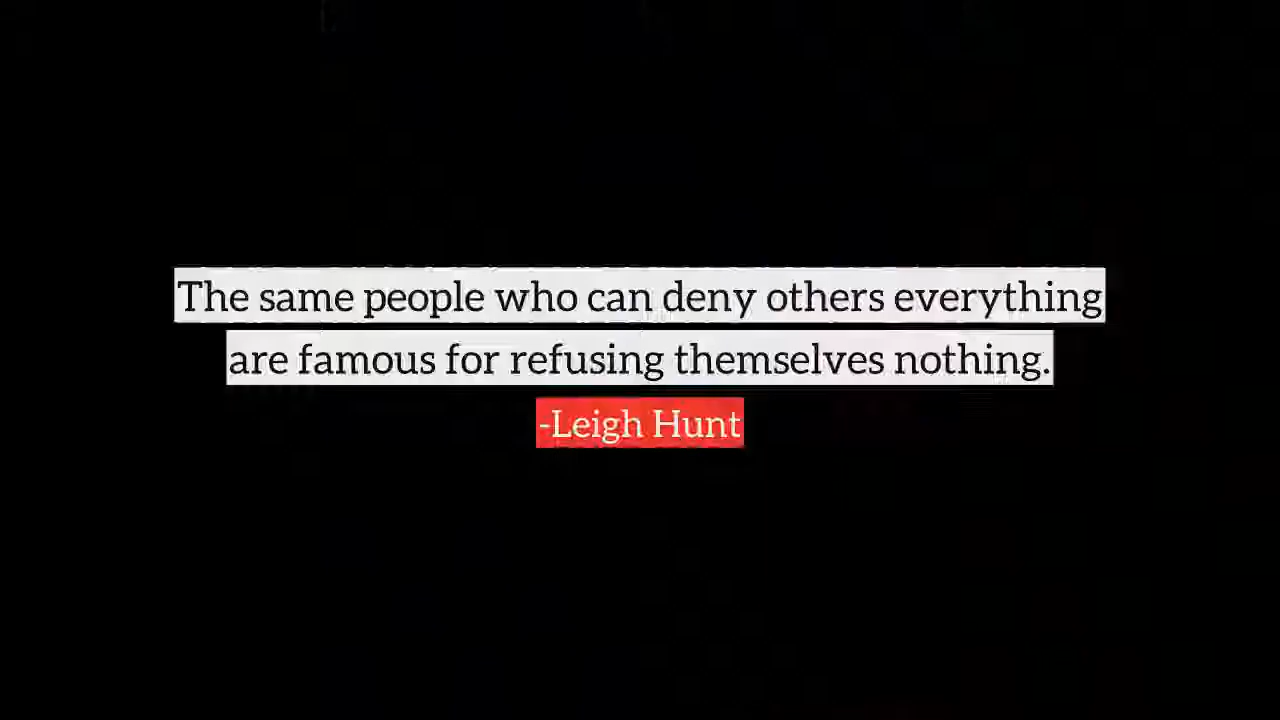 The same people who can deny others everything
are famous for refusing themselves nothing.
-Leigh Hunt